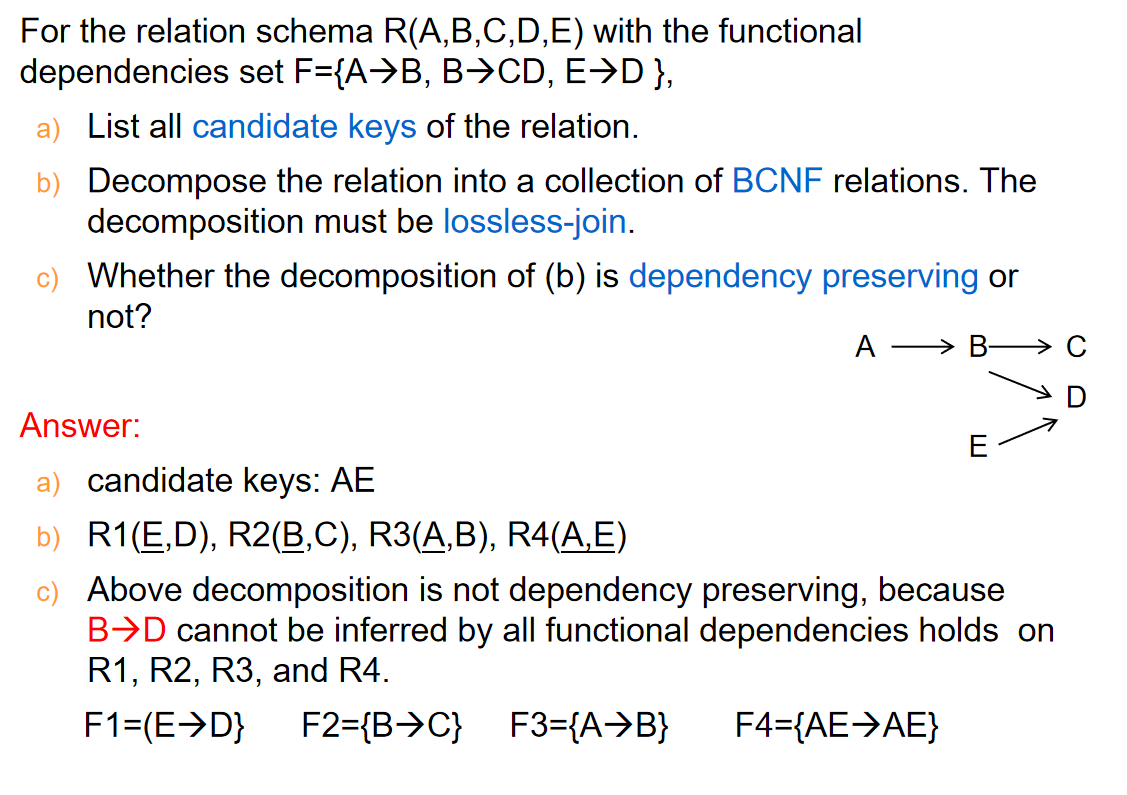 For the relation schema R(A,B,C,D,E) with the functional
dependencies set F={A→B, B→CD, E→D },
a) List all candidate keys of the relation.
b) Decompose the relation into a collection of BCNF relations. The
decomposition must be lossless-join.
c) Whether the decomposition of (b) is dependency preserving or
not?
A → B → C
D
E
Answer:
a) candidate keys: AE
b) R1(E,D), R2(B,C), R3(A,B), R4(A,E)
c) Above decomposition is not dependency preserving, because
B→D cannot be inferred by all functional dependencies holds on
R1, R2, R3, and R4.
F1=(E→D} F2={B→C} F3={A→B} F4={AE→AE}